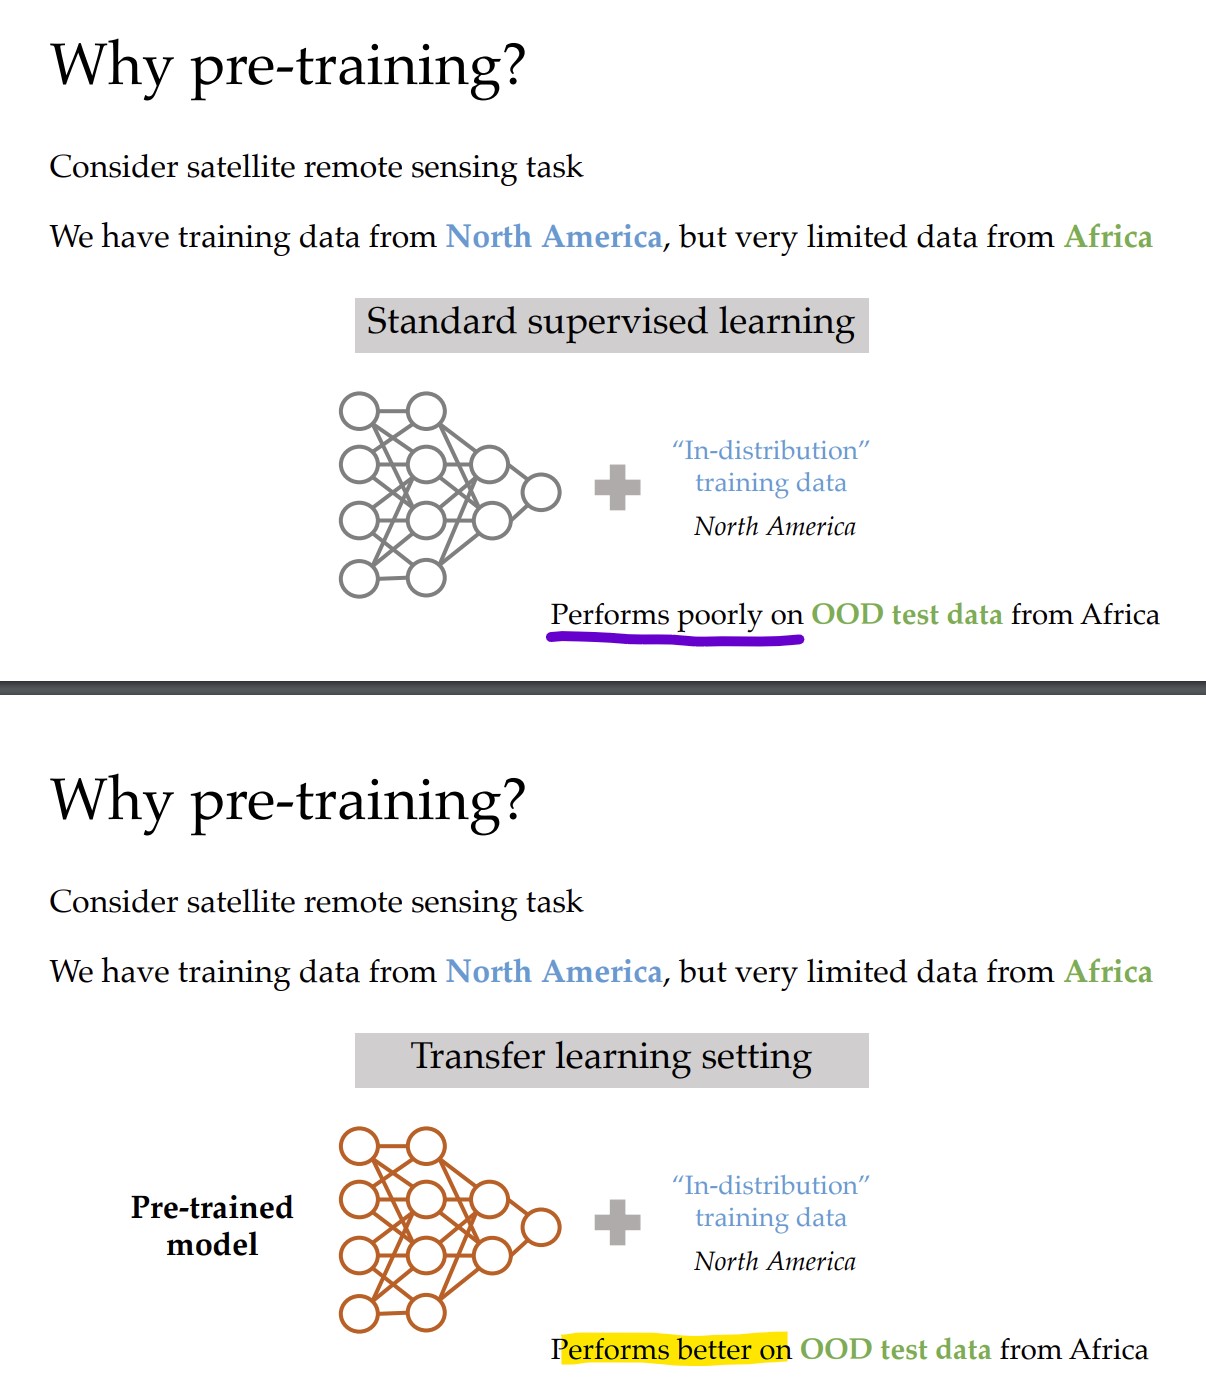 Why pre-training?
Consider satellite remote sensing task
We have training data from North America, but very limited data from Africa
Standard supervised learning
“In-distribution”
training data
North America
Performs poorly on OOD test data from Africa
Why pre-training?
Consider satellite remote sensing task
We have training data from North America, but very limited data from Africa
Transfer learning setting
Pre-trained
model
“In-distribution”
training data
North America
Performs better on OOD test data from Africa